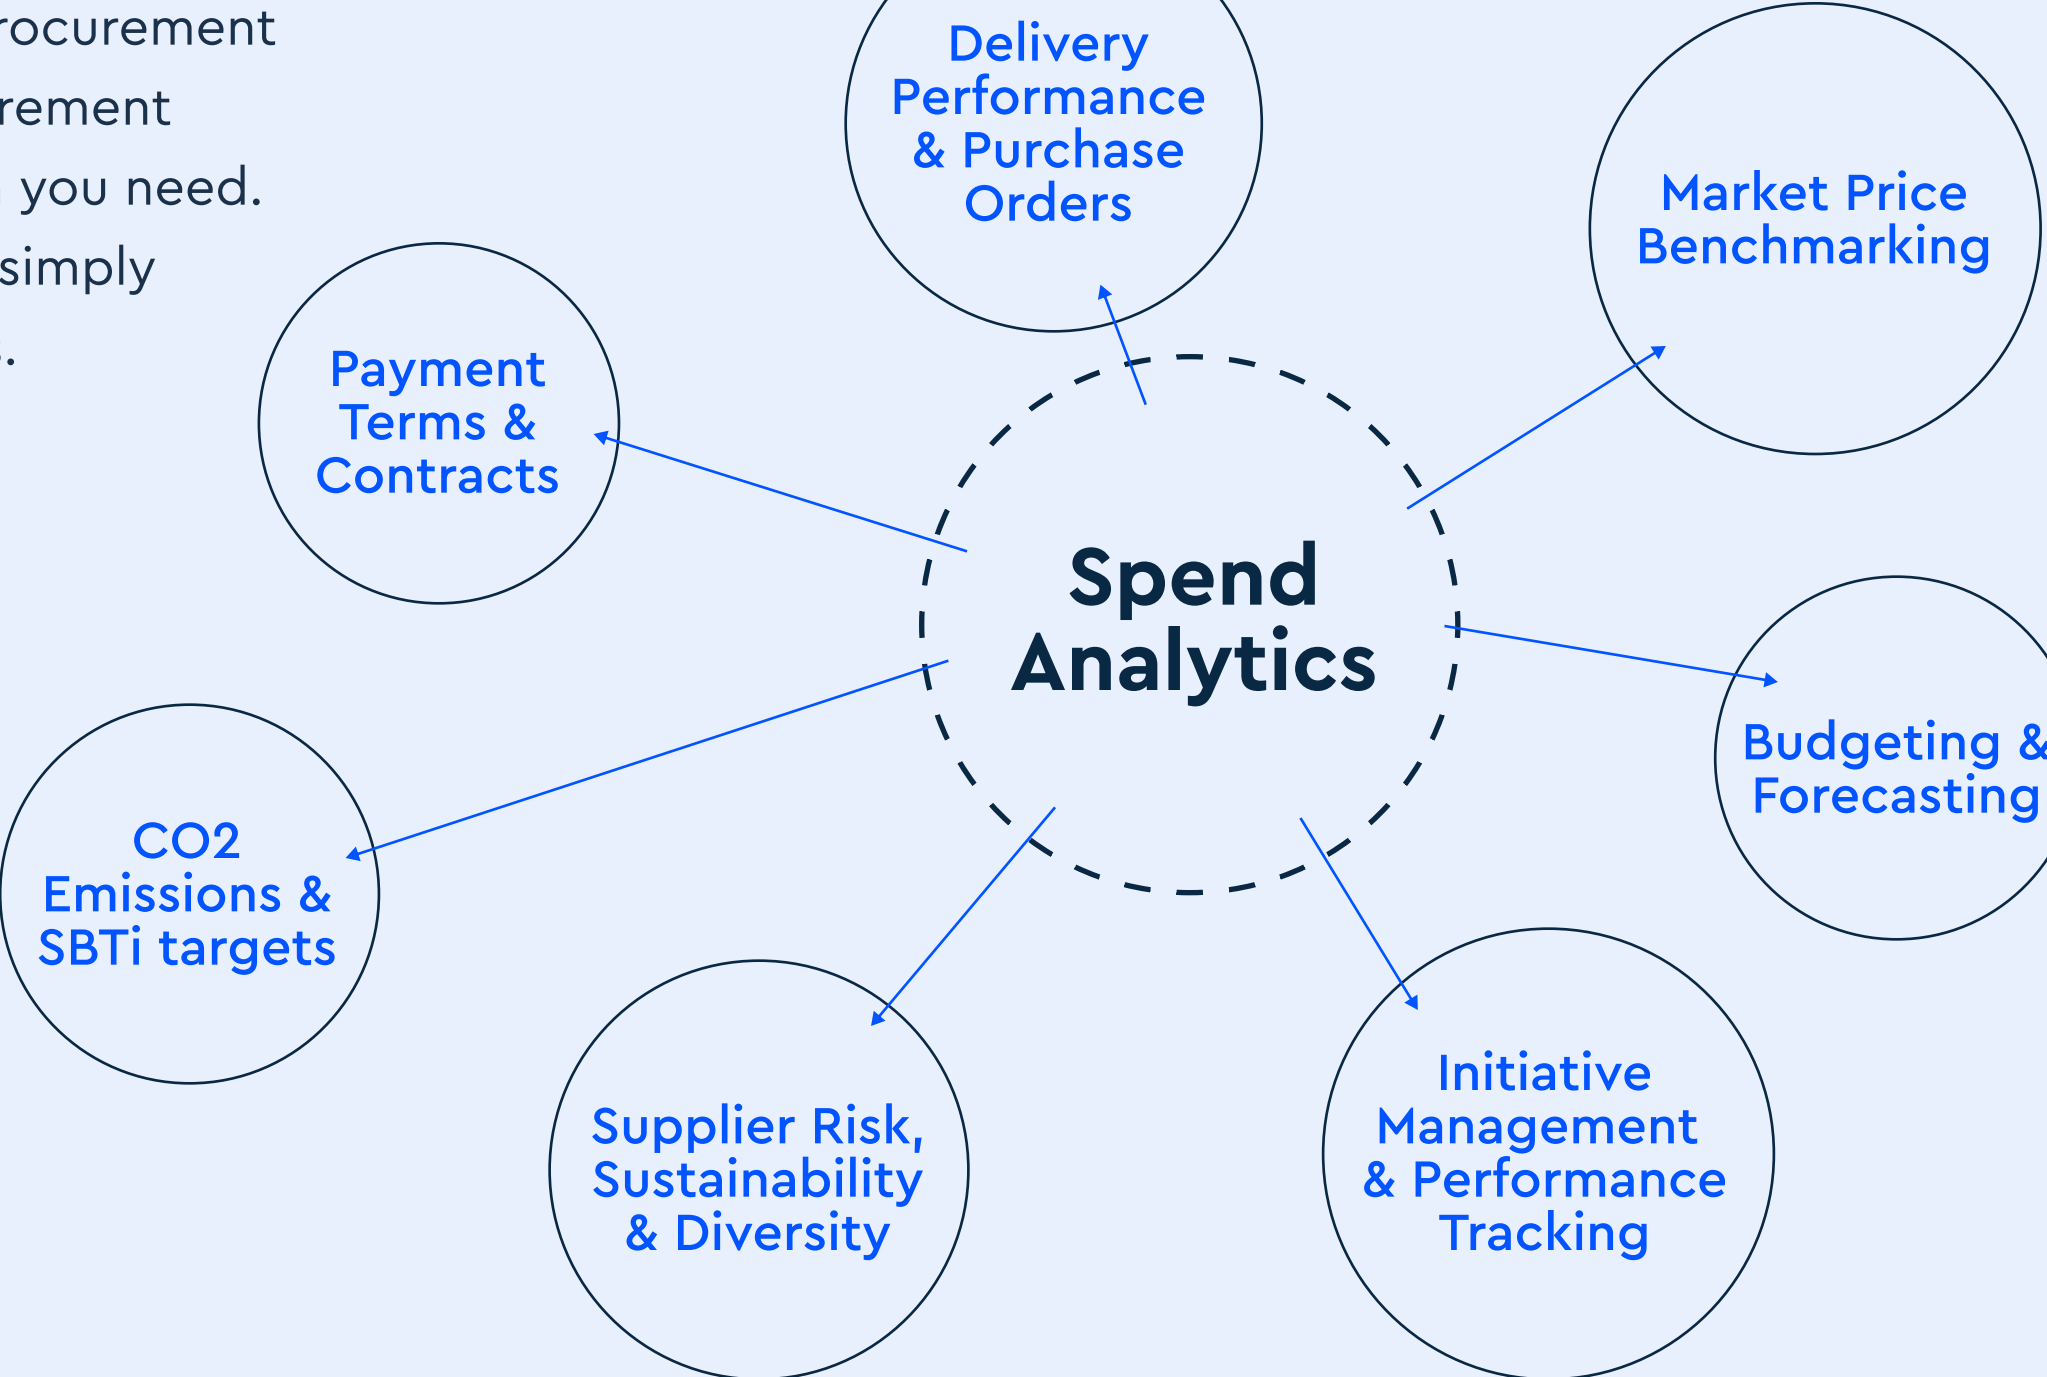 rocurement
rement
you need.
simply
Delivery
Performance
& Purchase
Orders
Market Price
Benchmarking
Payment
Terms &
Contracts
Spend
Analytics
Budgeting &
Forecasting
CO2
Emissions &
SBTi targets
Supplier Risk,
Sustainability
& Diversity
Initiative
Management
& Performance
Tracking